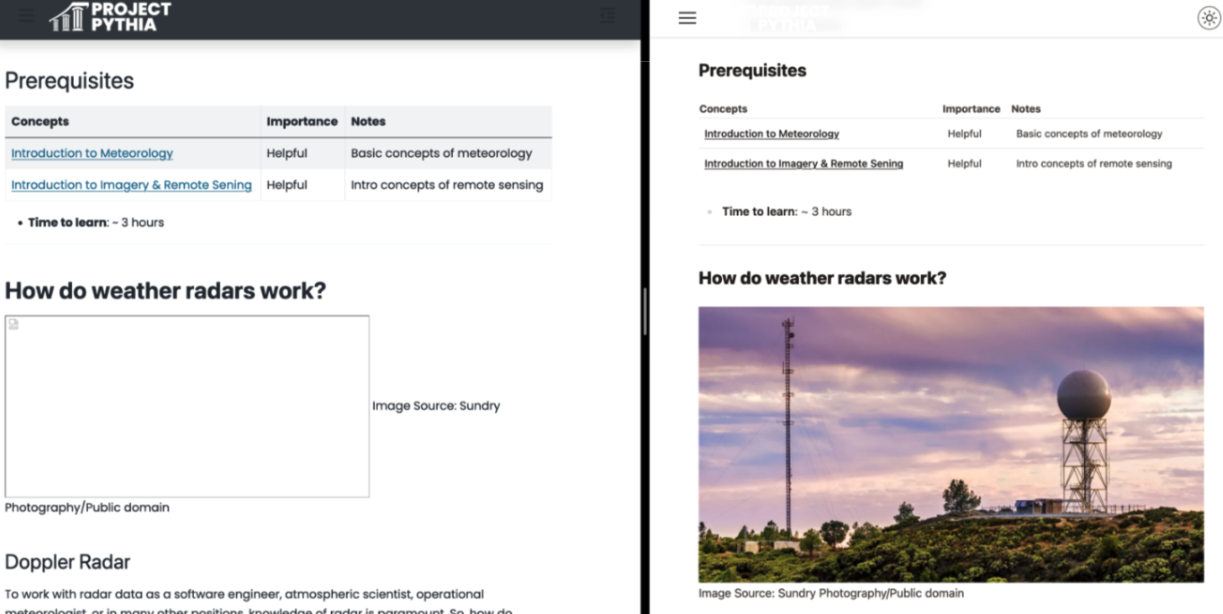 PROJECT
PYTHIA
Prerequisites
Concepts Importance Notes
Introduction to Meteorology Helpful Basic concepts of meteorology
Introduction to Imagery & Remote Sening Helpful Intro concepts of remote sensing
• Time to learn: ~ 3 hours
How do weather radars work?
Image Source: Sundry
Photography/Public domain
Doppler Radar
To work with radar data as a software engineer, atmospheric scientist, operational
meteorologist, or in many other positions, knowledge of radar is paramount. So, how do
PROJECT
PYTHIA
Prerequisites
Concepts Importance Notes
Introduction to Meteorology Helpful Basic concepts of meteorology
Introduction to Imagery & Remote Sening Helpful Intro concepts of remote sensing
Time to learn: ~ 3 hours
How do weather radars work?
Image Source: Sundry Photography/Public domain